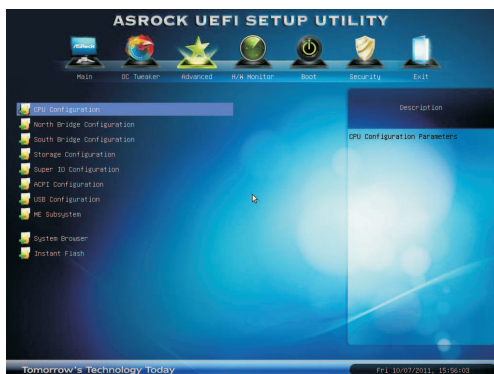 ASROCK UEFI SETUP UTILITY
ASRock
Main OC Tweaker Advanced H/W Monitor Boot Security Exit
CPU Configuration
North Bridge Configuration
South Bridge Configuration
Storage Configuration
Super IO Configuration
ACPI Configuration
USB Configuration
ME Subsystem
System Browser
Instant Flash
Description
CPU Configuration Parameters
Tomorrow's Technology Today
Fri 10/07/2011, 15:56:03